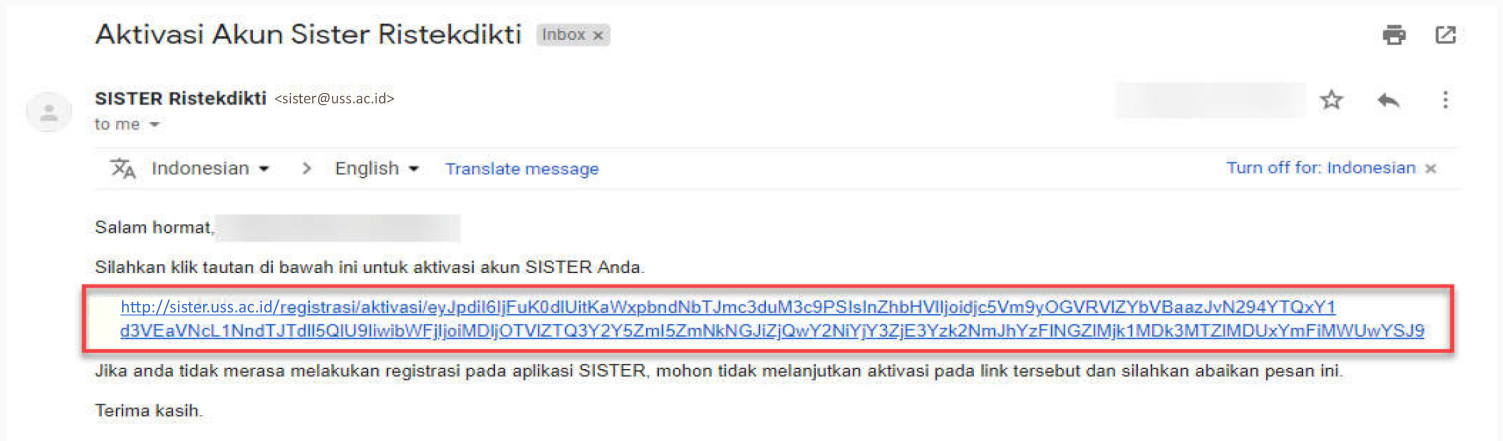 Aktivasi Akun Sister Ristekdikti Inbox x
SISTER Ristekdikti <sister@uss.ac.id>
to me
Indonesian > English Translate message Turn off for: Indonesian x
Salam hormat,
Silahkan klik tautan di bawah ini untuk aktivasi akun SISTER Anda.
http://sister.uss.ac.id/registrasi/aktivasi/eyJpdiI6IjFuK0dIUitKaWxpbndNbTJmc3duM3c9PSIsInZhbHVlIjoidjc5Vm9yOGVRVlZYbVBaazJvN294YTQxY1
d3VEaVNcL1NndTJTdlI5QlU9IiwibWFjIjoiMDljOTVlZTQ3Y2Y5ZmI5ZmNkNGJiZjQwY2NiYjY3ZjE3Yzk2NmJhYzFlNGZlMjk1MDk3MTZlMDUxYmFiMWUwYSJ9
Jika anda tidak merasa melakukan registrasi pada aplikasi SISTER, mohon tidak melanjutkan aktivasi pada link tersebut dan silahkan abaikan pesan ini.
Terima kasih.